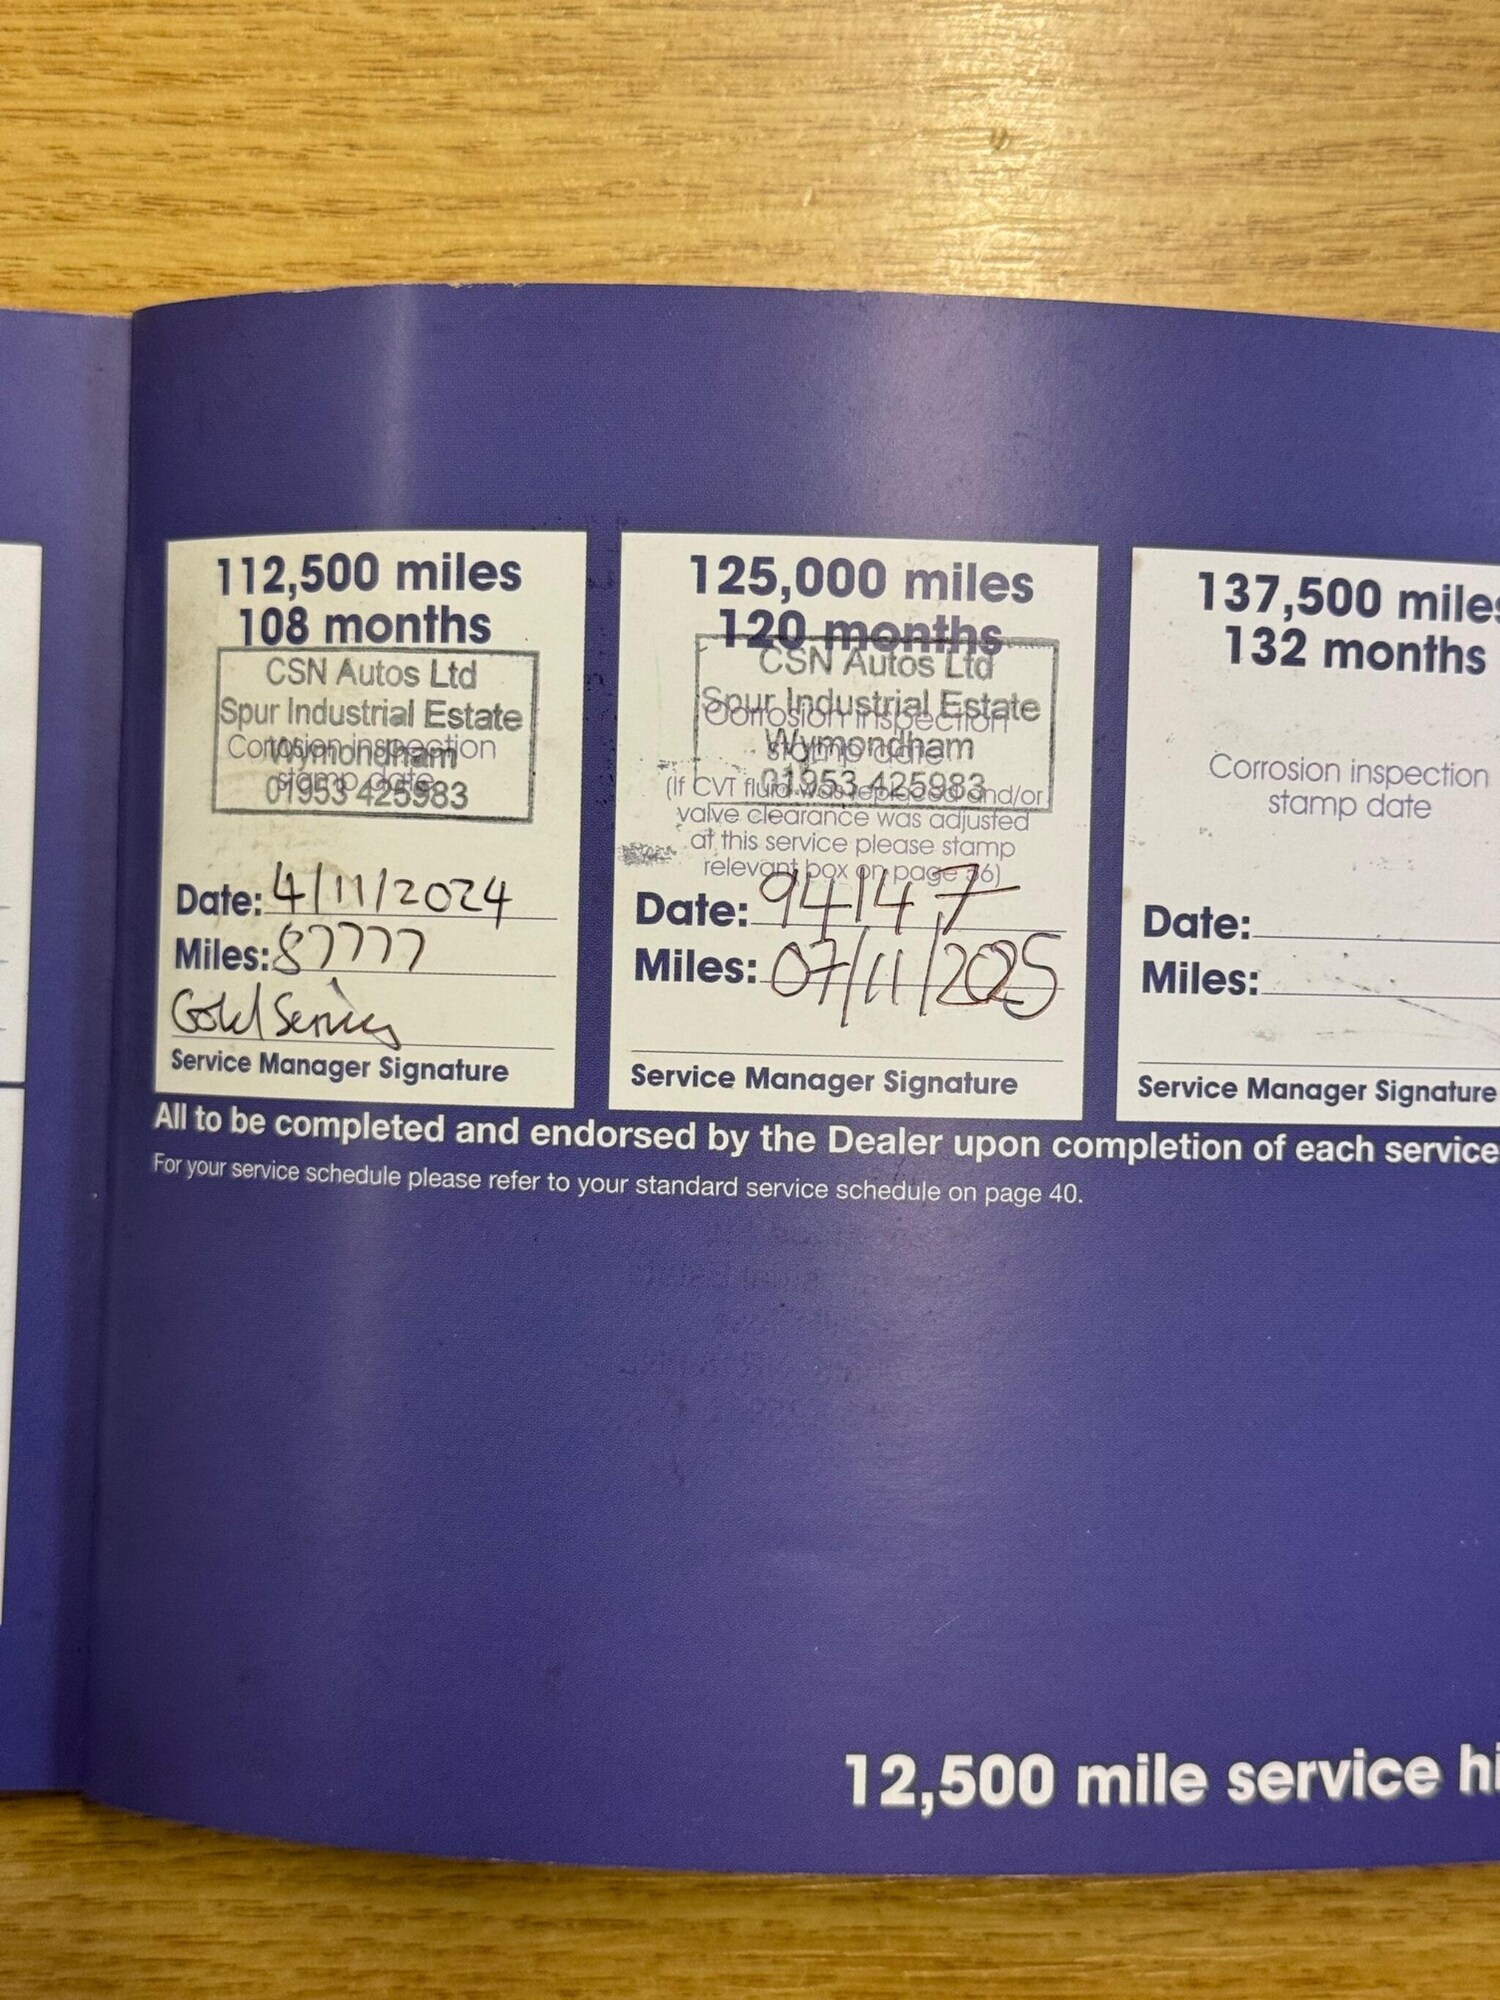 112,500 miles
108 months
CSN Autos Ltd
Spur Industrial Estate
Wymondham
01953 425983
Corrosion inspection
stamp date
Date: 4/11/2024
Miles: 87777
Gold Service
Service Manager Signature
125,000 miles
120 months
CSN Autos Ltd
Spur Industrial Estate
Wymondham
01953 425983
Corrosion inspection
stamp date
(If CVT fluid was replaced and/or
valve clearance was adjusted
at this service please stamp
relevant box on page 36)
Date: 94147
Miles: 07/11/2025
Service Manager Signature
137,500 miles
132 months
Corrosion inspection
stamp date
Date:
Miles:
Service Manager Signature
All to be completed and endorsed by the Dealer upon completion of each service
For your service schedule please refer to your standard service schedule on page 40.
12,500 mile service hi